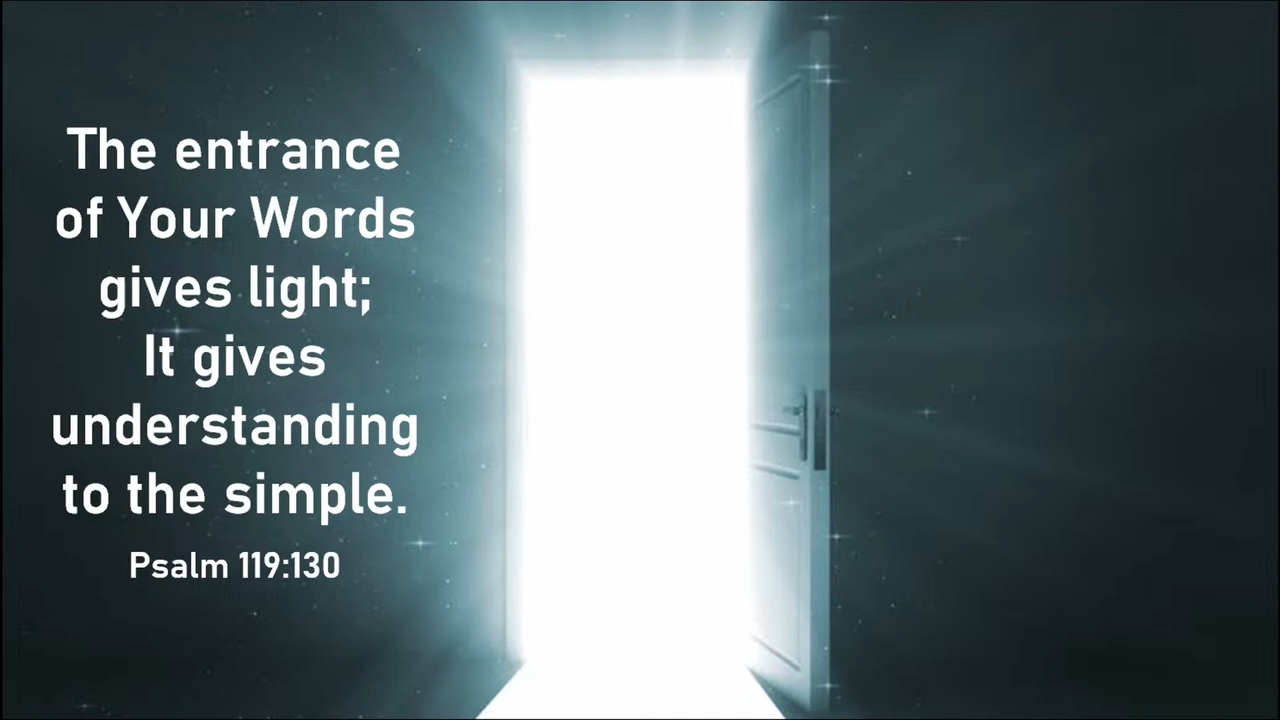 The entrance
of Your Words
gives light;
It gives
understanding
to the simple.
Psalm 119:130